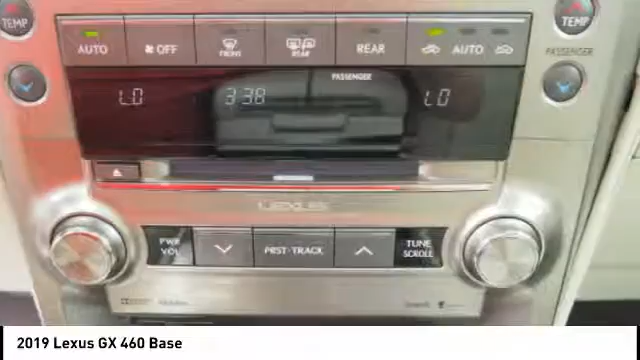 TEMP
TEMP
AUTO
OFF
FRONT
REAR
REAR
AUTO
PASSENGER
PASSENGER
LO
3 38
LO
LEXUS
PWR
VOL
PRST-TRACK
TUNE
SCROLL
2019 Lexus GX 460 Base